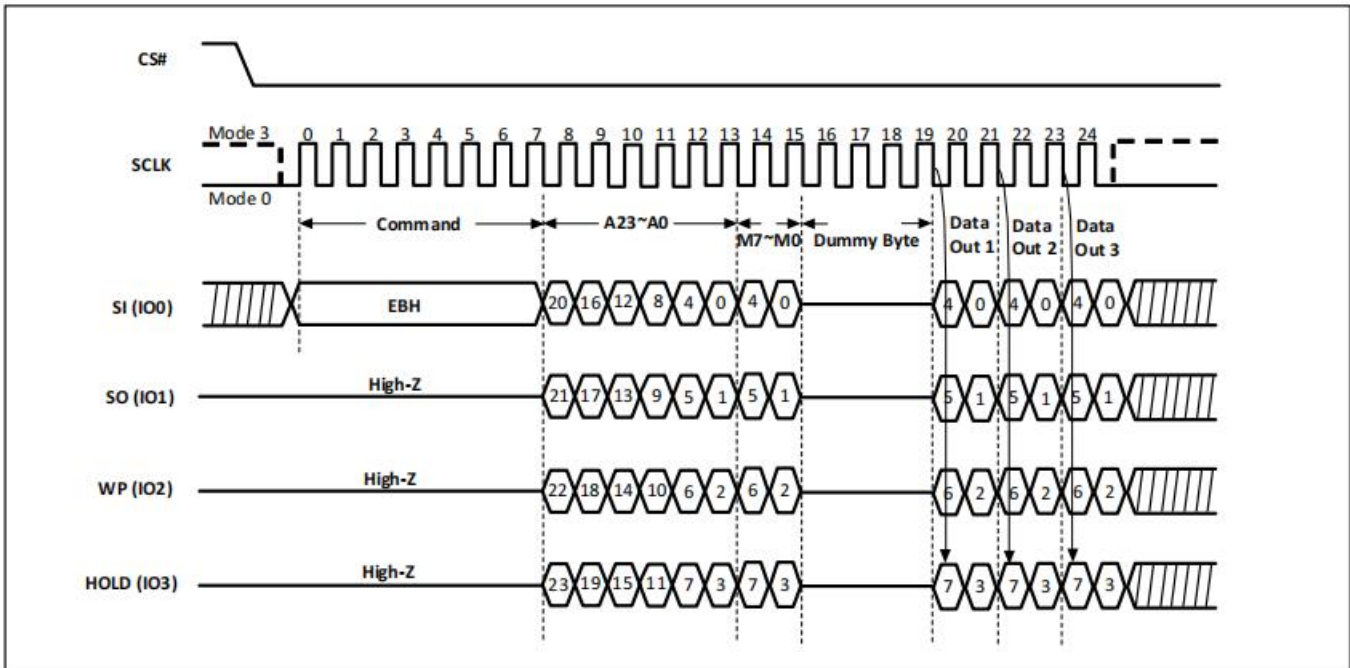 CS#
Mode 3
0 1 2 3 4 5 6 7 8 9 10 11 12 13 14 15 16 17 18 19 20 21 22 23 24
SCLK
Mode 0
Command A23~A0 M7~M0 Dummy Byte Data Out 1 Data Out 2 Data Out 3
SI (IO0) EBH 20 16 12 8 4 0 4 0 4 0 4 0 4 0
SO (IO1) High-Z 21 17 13 9 5 1 5 1 5 1 5 1 5 1
WP (IO2) High-Z 22 18 14 10 6 2 6 2 6 2 6 2 6 2
HOLD (IO3) High-Z 23 19 15 11 7 3 7 3 7 3 7 3 7 3